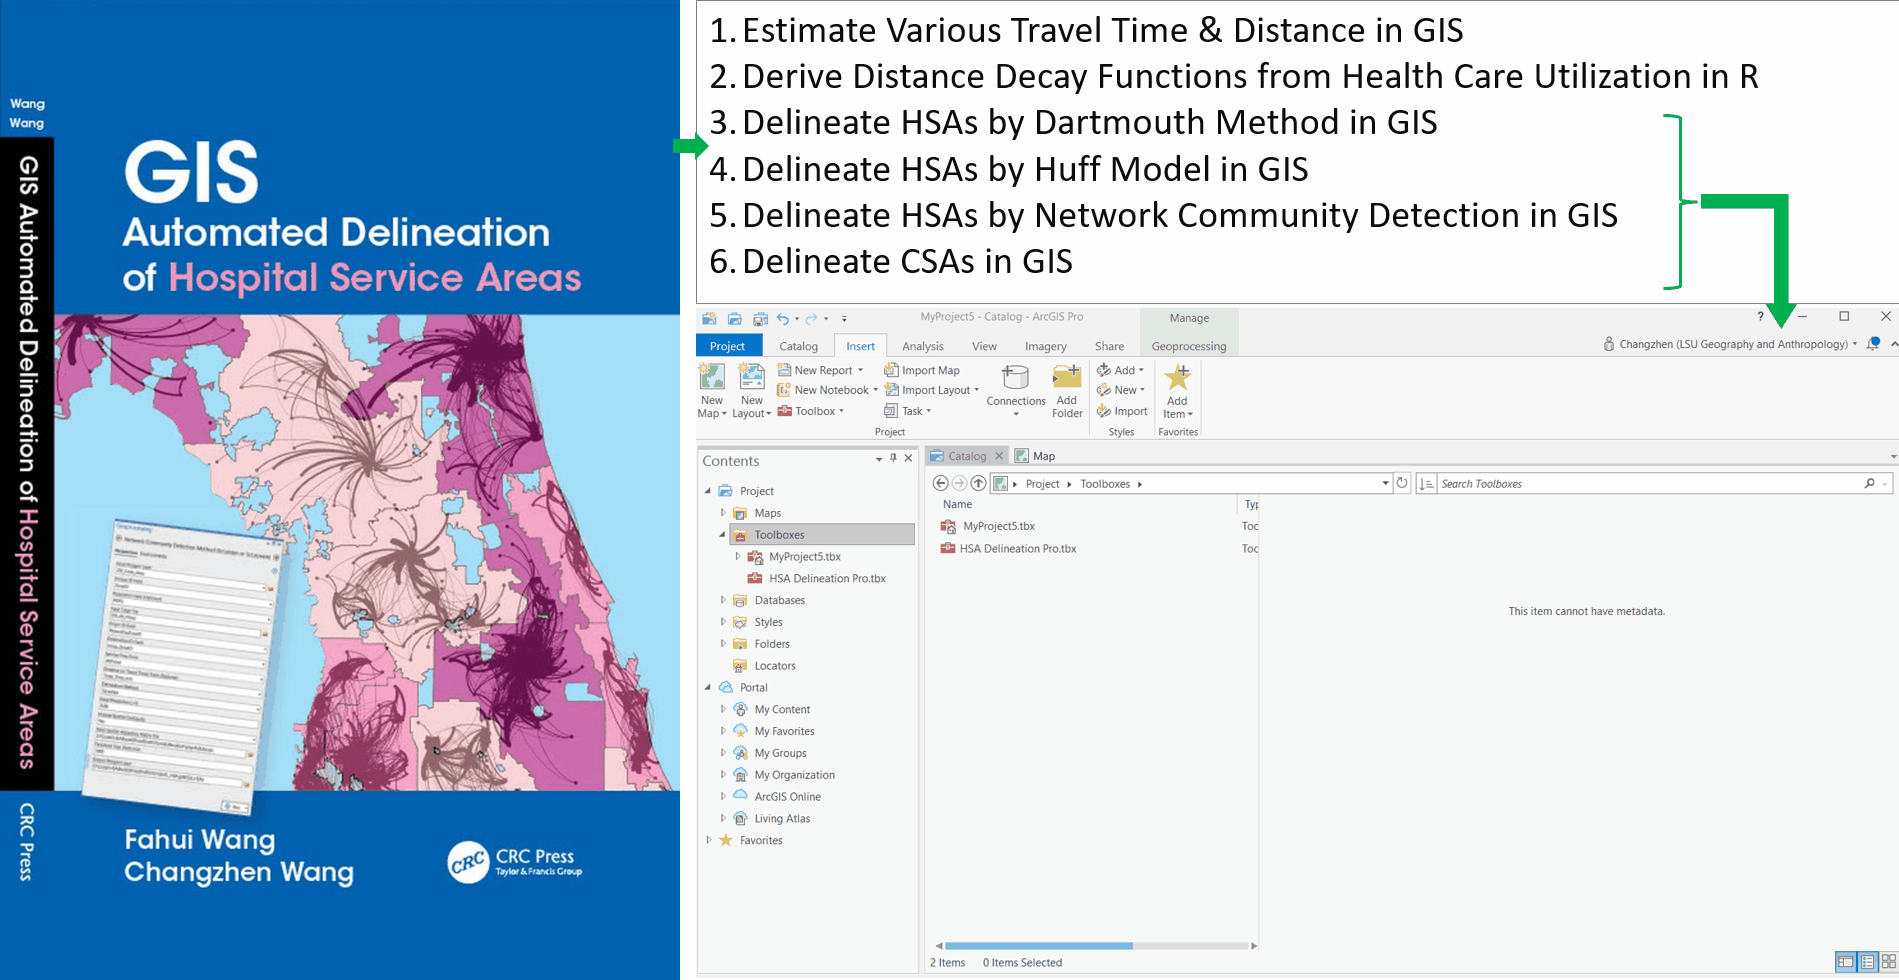 Wang
Wang
GIS Automated Delineation of Hospital Service Areas
CRC Press
GIS
Automated Delineation
of Hospital Service Areas
Fahui Wang
Changzhen Wang
CRC
CRC Press
Taylor & Francis Group
1. Estimate Various Travel Time & Distance in GIS
2. Derive Distance Decay Functions from Health Care Utilization in R
3. Delineate HSAs by Dartmouth Method in GIS
4. Delineate HSAs by Huff Model in GIS
5. Delineate HSAs by Network Community Detection in GIS
6. Delineate CSAs in GIS
MyProject5 - Catalog - ArcGIS Pro
Manage
?
Project Catalog Insert Analysis View Imagery Share Geoprocessing
Changzhen (LSU Geography and Anthropology)
New Map
New Layout
New Report
New Notebook
Toolbox
Import Map
Import Layout
Task
Connections
Add Folder
Project
Add
New
Import
Styles
Add Item
Favorites
Contents
Project
Maps
Toolboxes
MyProject5.tbx
HSA Delineation Pro.tbx
Databases
Styles
Folders
Locators
Portal
My Content
My Favorites
My Groups
My Organization
ArcGIS Online
Living Atlas
Favorites
Catalog Map
Project Toolboxes
Search Toolboxes
Name Typ
MyProject5.tbx Too
HSA Delineation Pro.tbx Too
This item cannot have metadata.
2 Items 0 Items Selected